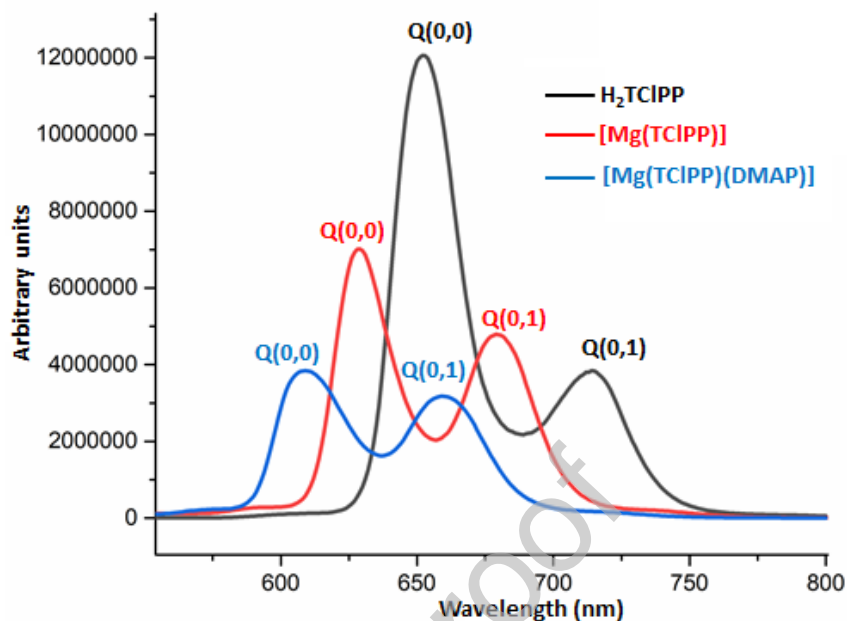 Q(0,0)
12000000
H₂TClPP
10000000
[Mg(TClPP)]
[Mg(TClPP)(DMAP)]
8000000
Q(0,0)
6000000
Q(0,1)
Q(0,0)
Q(0,1)
Q(0,1)
4000000
2000000
0
Arbitrary units
600
650
700
750
800
Wavelength (nm)
roof